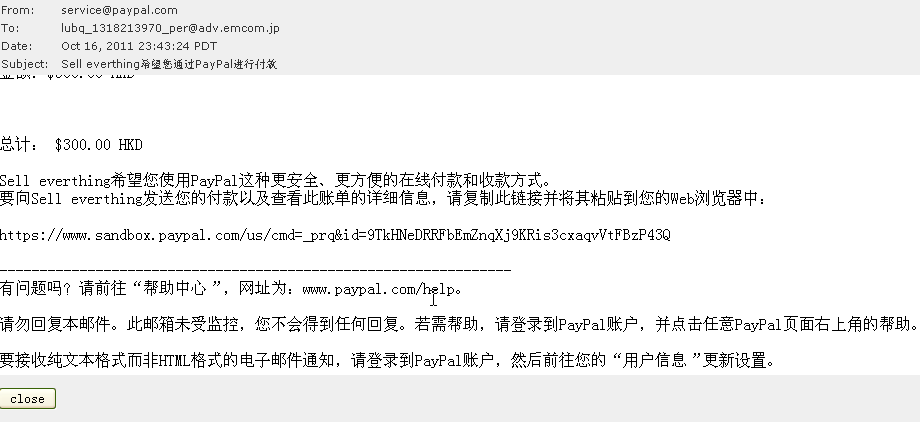 From: service@paypal.com
To: lubq_1318213970_per@adv.emcom.jp
Date: Oct 16, 2011 23:43:24 PDT
Subject: Sell everthing希望您通过PayPal进行付款
金额: $300.00 HKD
总计: $300.00 HKD
Sell everthing希望您使用PayPal这种更安全、更方便的在线付款和收款方式。
要向Sell everthing发送您的付款以及查看此账单的详细信息，请复制此链接并将其粘贴到您的Web浏览器中:
https://www.sandbox.paypal.com/us/cmd=_prq&id=9TkHNeDRRFbEmZnqXj9KRis3cxaqvVtFBzP43Q
----------------------------------------------------------------
有问题吗? 请前往“帮助中心 ”，网址为: www.paypal.com/help。
请勿回复本邮件。此邮箱未受监控，您不会得到任何回复。若需帮助，请登录到PayPal账户，并点击任意PayPal页面右上角的帮助。
要接收纯文本格式而非HTML格式的电子邮件通知，请登录到PayPal账户，然后前往您的“用户信息 ”更新设置。
close